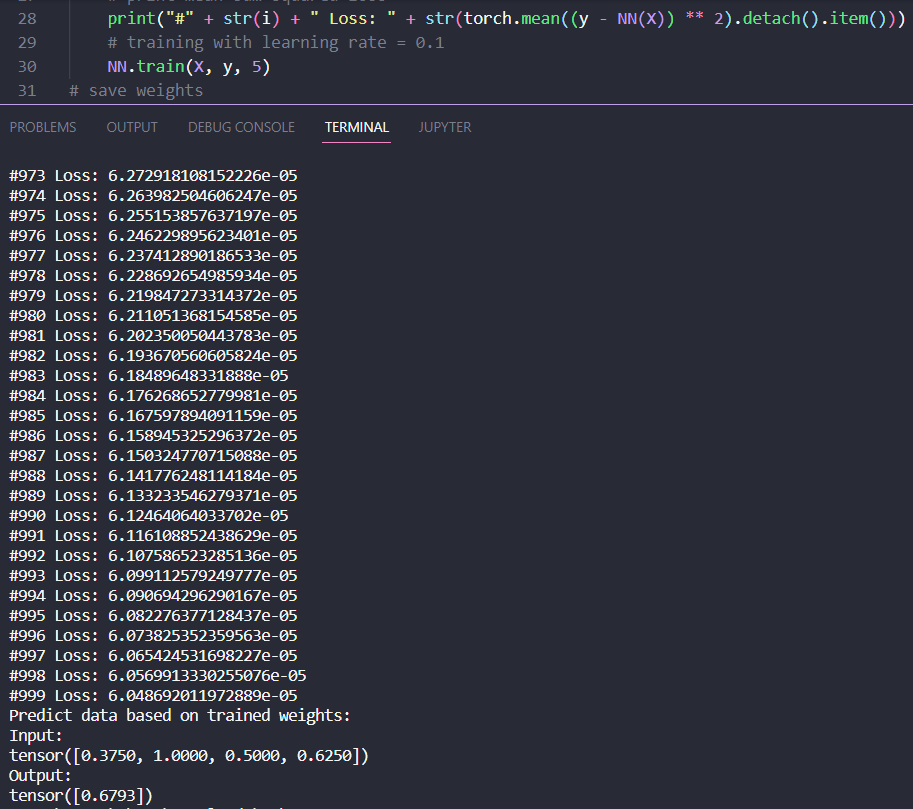 28 print("#" + str(i) + " Loss: " + str(torch.mean((y - NN(X)) ** 2).detach().item()))
29 # training with learning rate = 0.1
30 NN.train(X, y, 5)
31 # save weights
PROBLEMS OUTPUT DEBUG CONSOLE TERMINAL JUPYTER
#973 Loss: 6.272918108152226e-05
#974 Loss: 6.263982504606247e-05
#975 Loss: 6.255153857637197e-05
#976 Loss: 6.246229895623401e-05
#977 Loss: 6.237412890186533e-05
#978 Loss: 6.228692654985934e-05
#979 Loss: 6.219847273314372e-05
#980 Loss: 6.211051368154585e-05
#981 Loss: 6.202350050443783e-05
#982 Loss: 6.193670560605824e-05
#983 Loss: 6.18489648331888e-05
#984 Loss: 6.176268652779981e-05
#985 Loss: 6.167597894091159e-05
#986 Loss: 6.158945325296372e-05
#987 Loss: 6.150324770715088e-05
#988 Loss: 6.141776248114184e-05
#989 Loss: 6.133233546279371e-05
#990 Loss: 6.12464064033702e-05
#991 Loss: 6.116108852438629e-05
#992 Loss: 6.107586523285136e-05
#993 Loss: 6.099112579249777e-05
#994 Loss: 6.090694296290167e-05
#995 Loss: 6.082276377128437e-05
#996 Loss: 6.073825352359563e-05
#997 Loss: 6.065424531698227e-05
#998 Loss: 6.0569913330255076e-05
#999 Loss: 6.048692011972889e-05
Predict data based on trained weights:
Input:
tensor([0.3750, 1.0000, 0.5000, 0.6250])
Output:
tensor([0.6793])